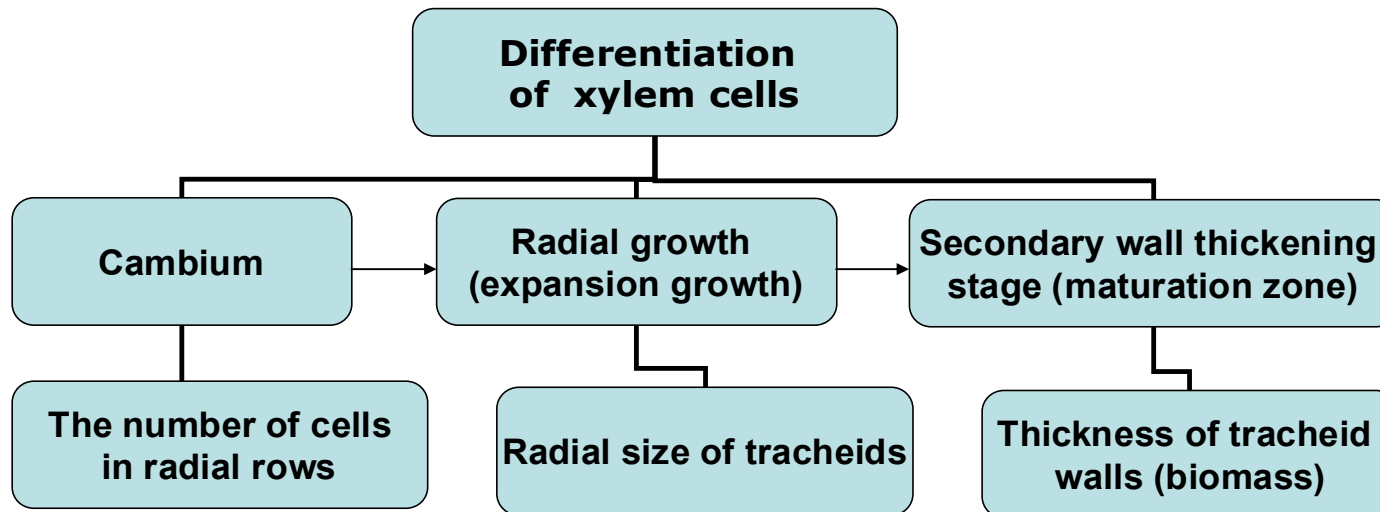 Differentiation
of xylem cells
Cambium
Radial growth
(expansion growth)
Secondary wall thickening
stage (maturation zone)
The number of cells
in radial rows
Radial size of tracheids
Thickness of tracheid
walls (biomass)